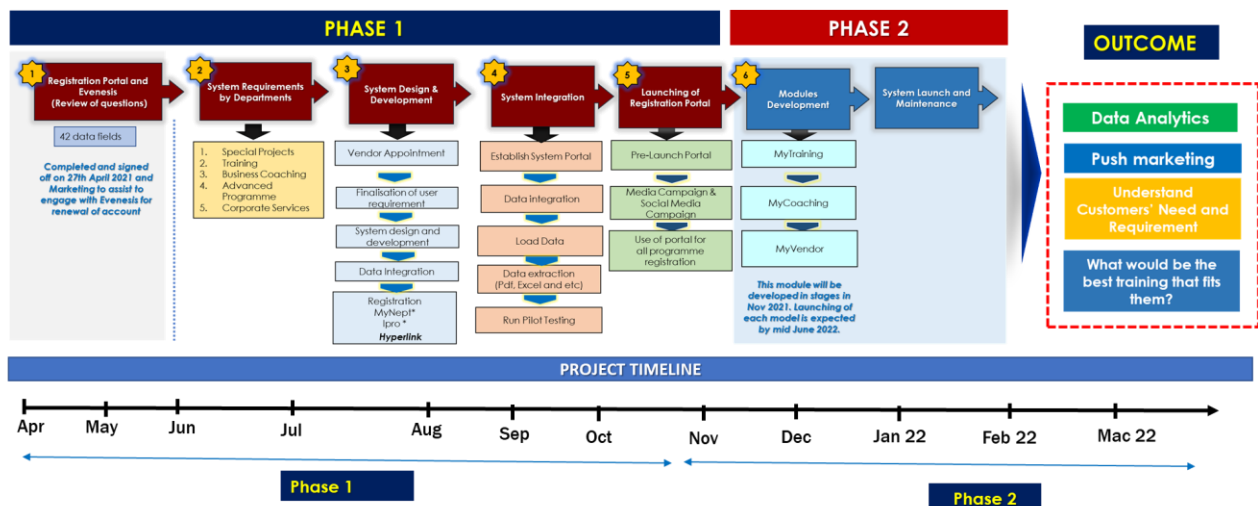 PHASE 1
PHASE 2
OUTCOME
1
Registration Portal and
Evenesis
(Review of questions)
2
System Requirements
by Departments
3
System Design &
Development
4
System Integration
5
Launching of
Registration Portal
6
Modules
Development
System Launch and
Maintenance
42 data fields
Completed and signed
off on 27th April 2021 and
Marketing to assist to
engage with Evenesis for
renewal of account
1. Special Projects
2. Training
3. Business Coaching
4. Advanced
Programme
5. Corporate Services
Vendor Appointment
Finalisation of user
requirement
System design and
development
Data Integration
Registration
MyNept*
Ipro *
Hyperlink
Establish System Portal
Data Integration
Load Data
Data extraction
(Pdf, Excel and etc)
Run Pilot Testing
Pre-Launch Portal
Media Campaign &
Social Media
Campaign
Use of portal for
all programme
registration
MyTraining
MyCoaching
MyVendor
This module will be
developed in stages in
Nov 2021. Launching of
each model is expected
by mid June 2022.
Data Analytics
Push marketing
Understand
Customers' Need and
Requirement
What would be the
best training that fits
them?
PROJECT TIMELINE
Apr
May
Jun
Jul
Aug
Sep
Oct
Nov
Dec
Jan 22
Feb 22
Mac 22
Phase 1
Phase 2